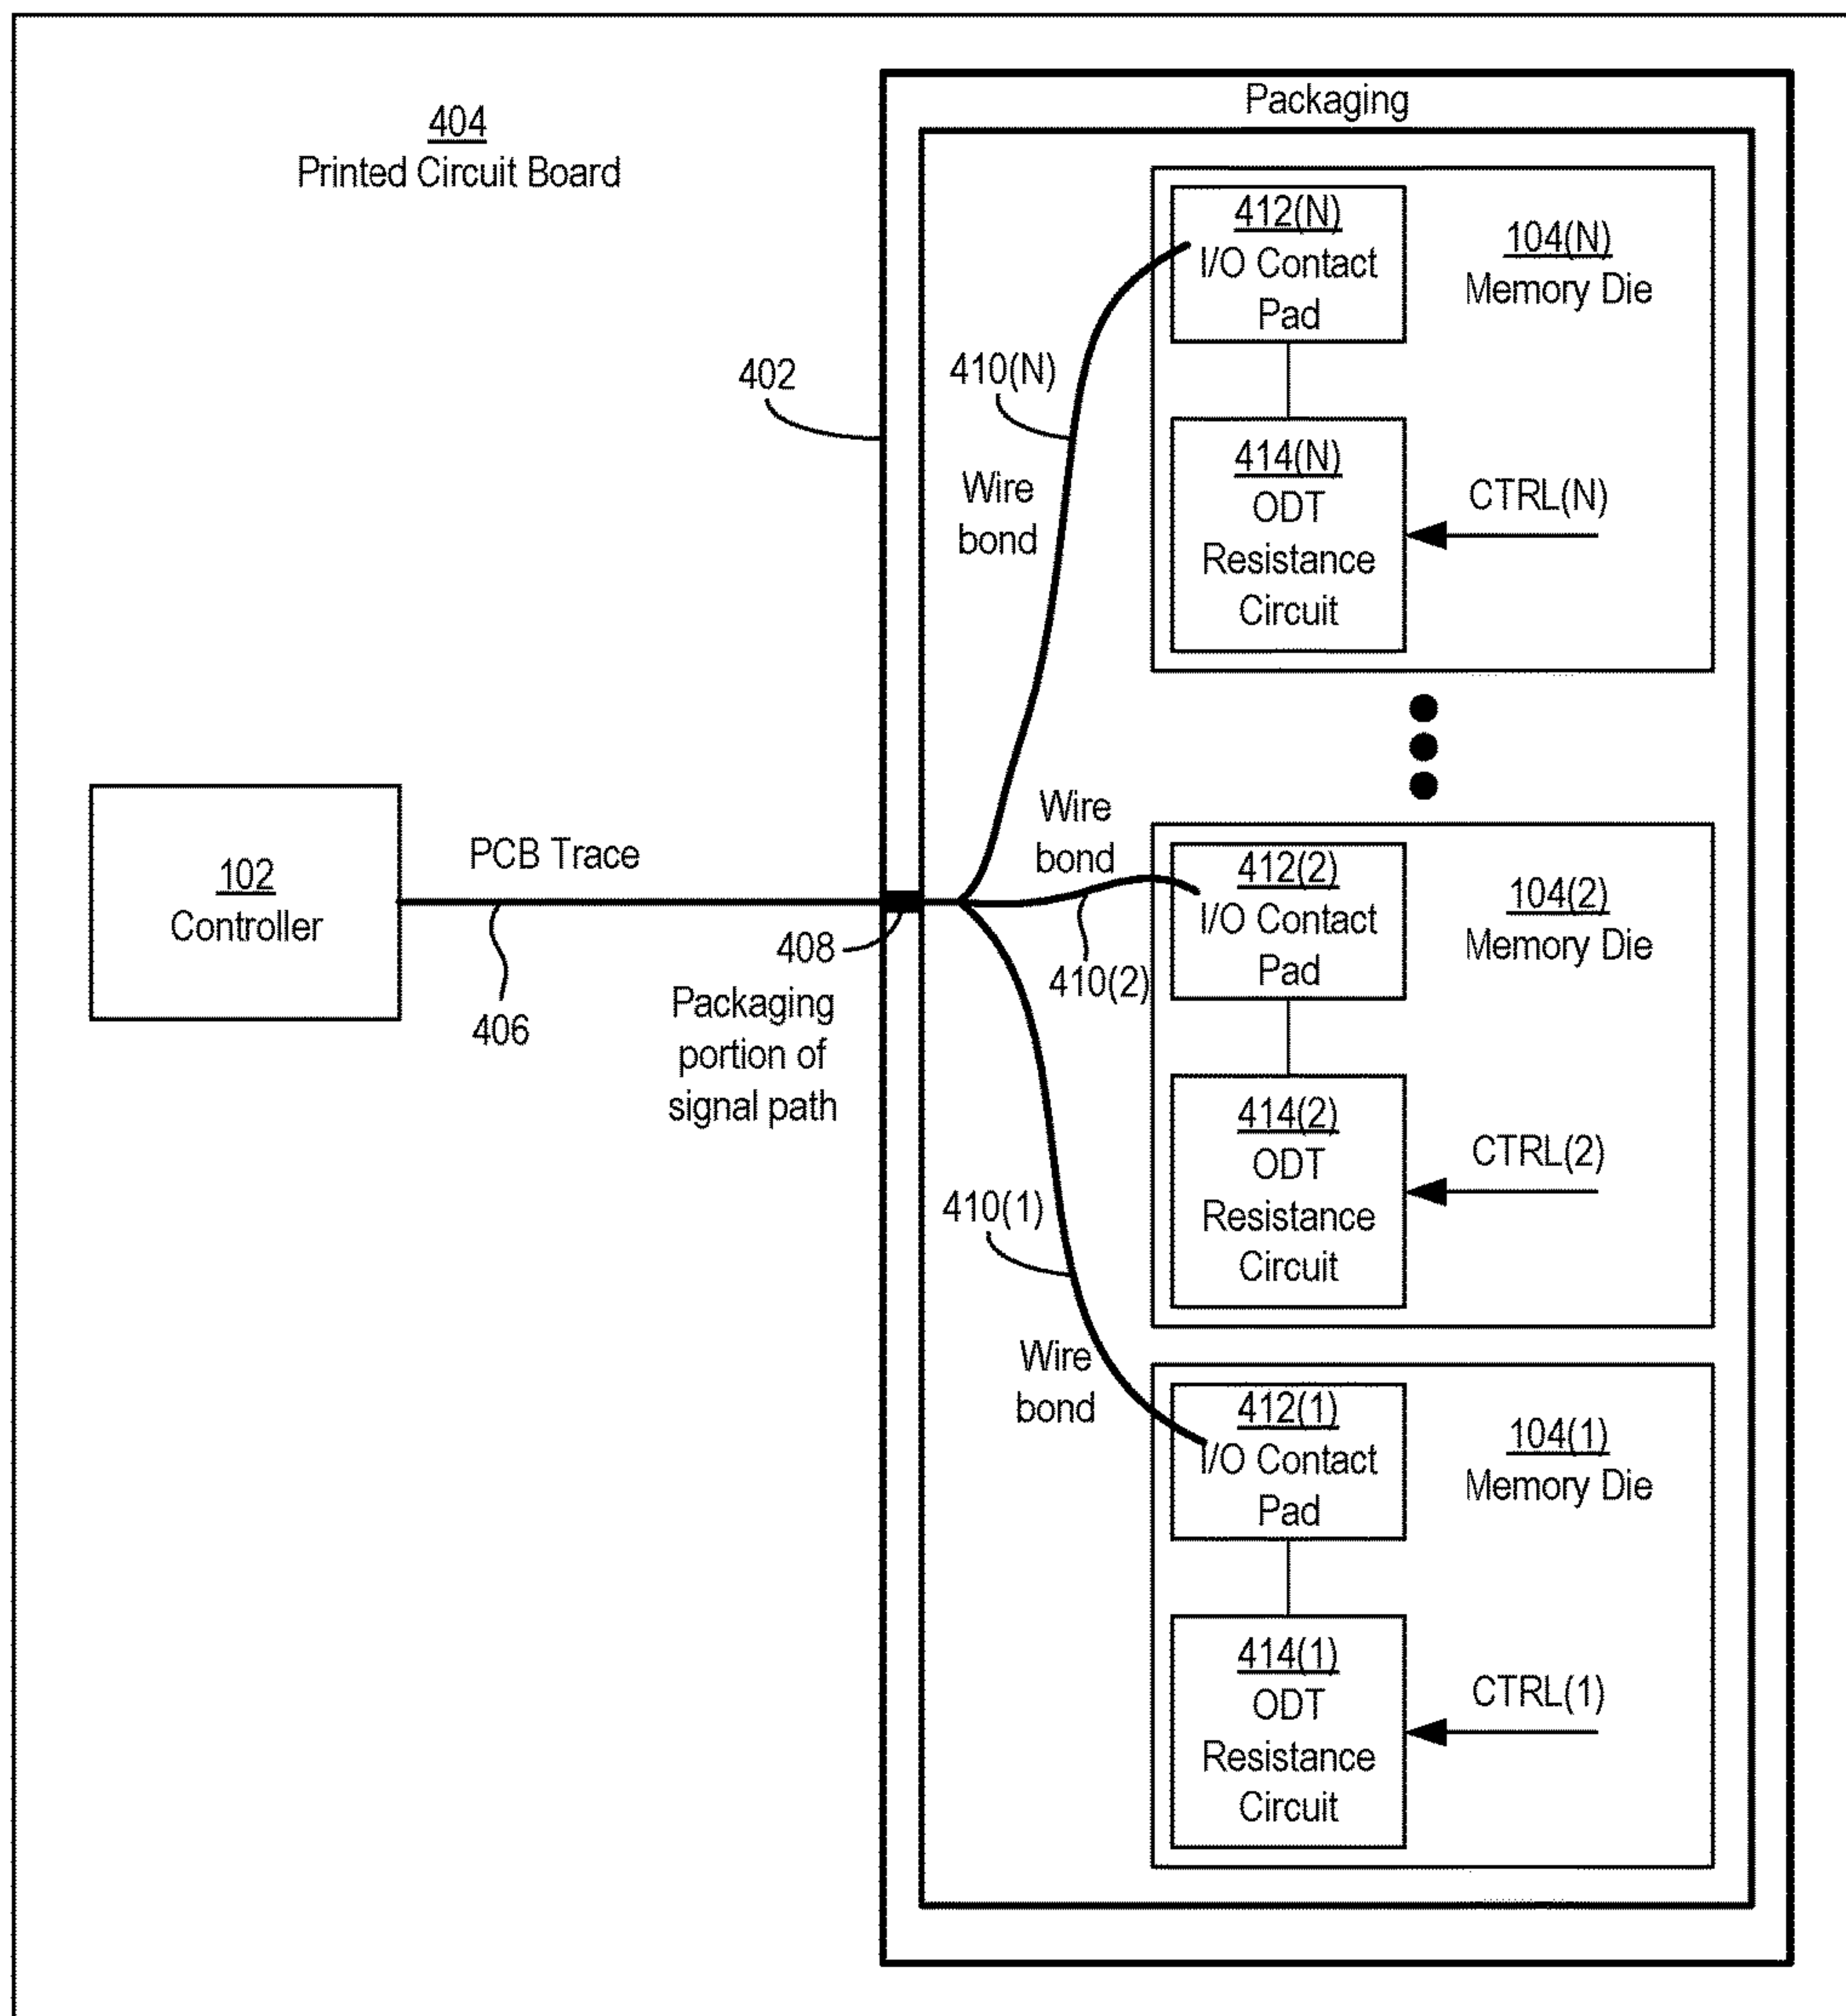 Packaging
404
Printed Circuit Board
412(N)
I/O Contact
Pad
104(N)
Memory Die
402
410(N)
Wire
bond
414(N)
ODT
Resistance
Circuit
CTRL(N)
102
Controller
PCB Trace
406
408
Packaging
portion of
signal path
Wire
bond
410(2)
412(2)
I/O Contact
Pad
104(2)
Memory Die
414(2)
ODT
Resistance
Circuit
CTRL(2)
410(1)
Wire
bond
412(1)
I/O Contact
Pad
104(1)
Memory Die
414(1)
ODT
Resistance
Circuit
CTRL(1)